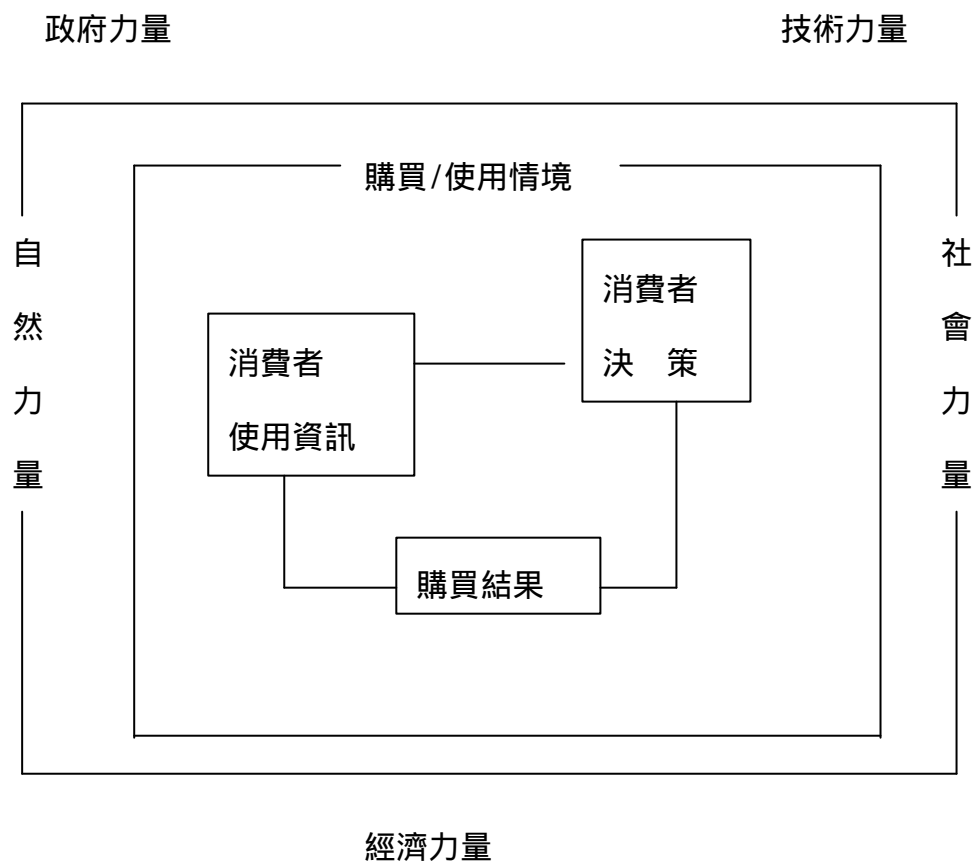 政府力量
技術力量
購買/使用情境
自然力量
社會力量
消費者
決 策
消費者
使用資訊
購買結果
經濟力量